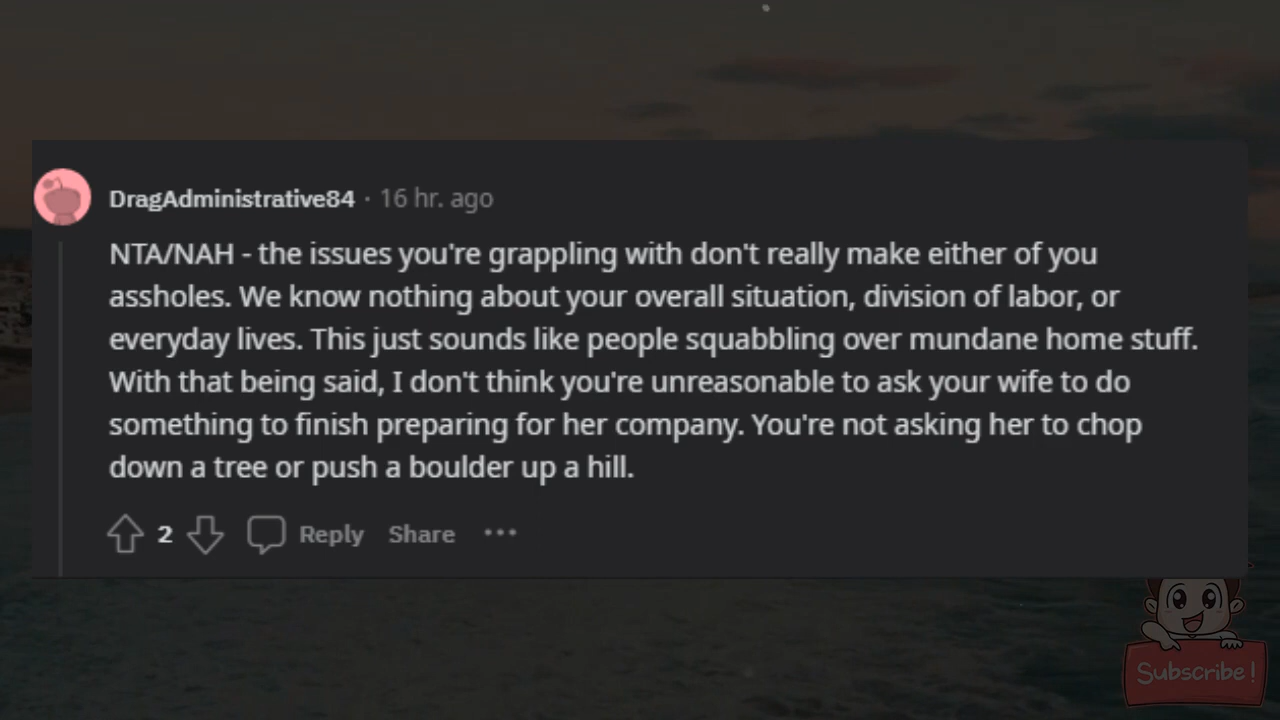 DragAdministrative84 · 16 hr. ago
NTA/NAH - the issues you're grappling with don't really make either of you
assholes. We know nothing about your overall situation, division of labor, or
everyday lives. This just sounds like people squabbling over mundane home stuff.
With that being said, I don't think you're unreasonable to ask your wife to do
something to finish preparing for her company. You're not asking her to chop
down a tree or push a boulder up a hill.
2 Reply Share ···
Subscribe!